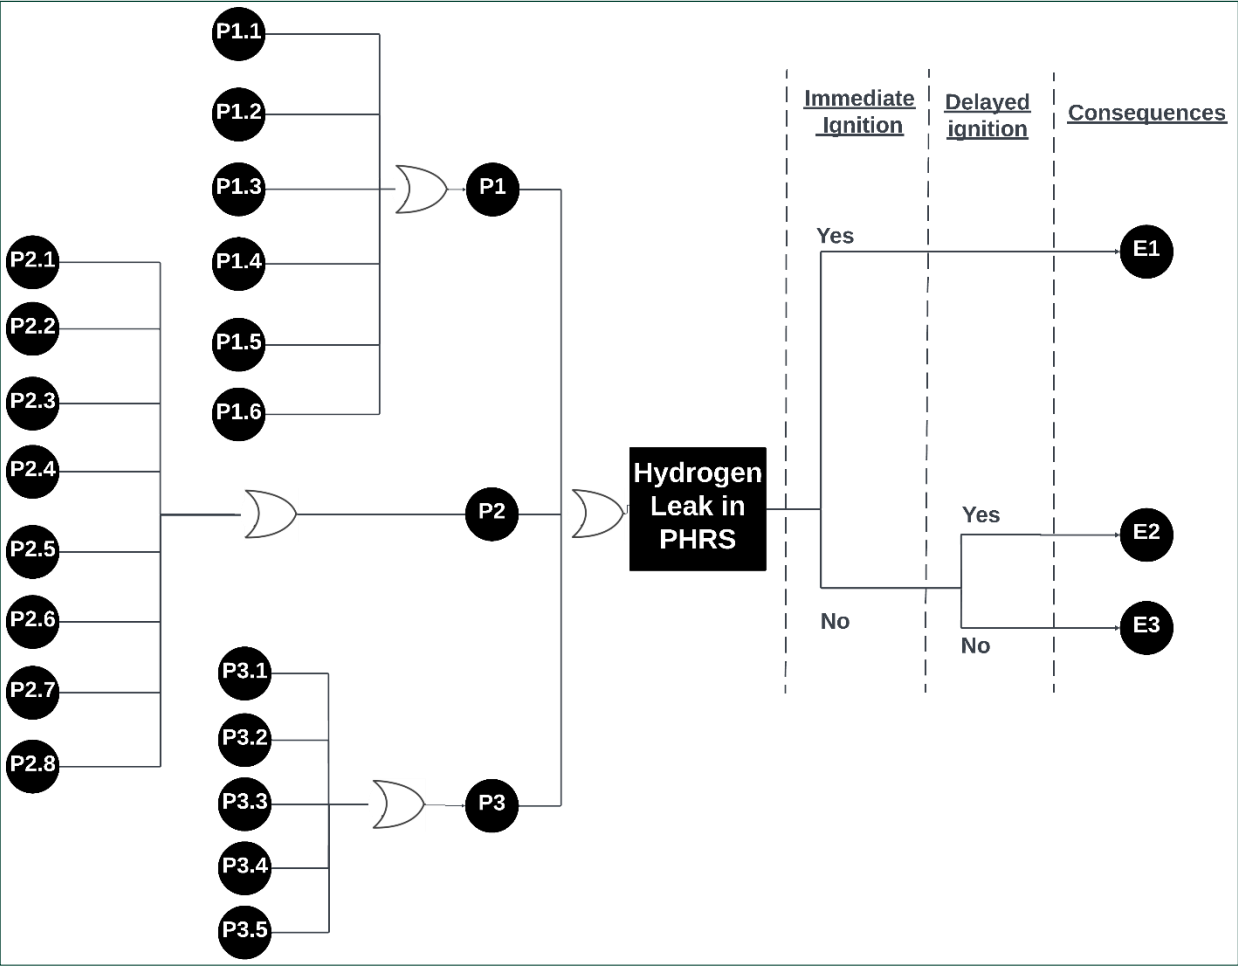 P1.1
P1.2
P1.3
P1.4
P1.5
P1.6
P1
P2.1
P2.2
P2.3
P2.4
P2.5
P2.6
P2.7
P2.8
P2
P3.1
P3.2
P3.3
P3.4
P3.5
P3
Hydrogen
Leak in
PHRS
Immediate
Ignition
Delayed
ignition
Consequences
Yes
E1
No
Yes
E2
No
E3